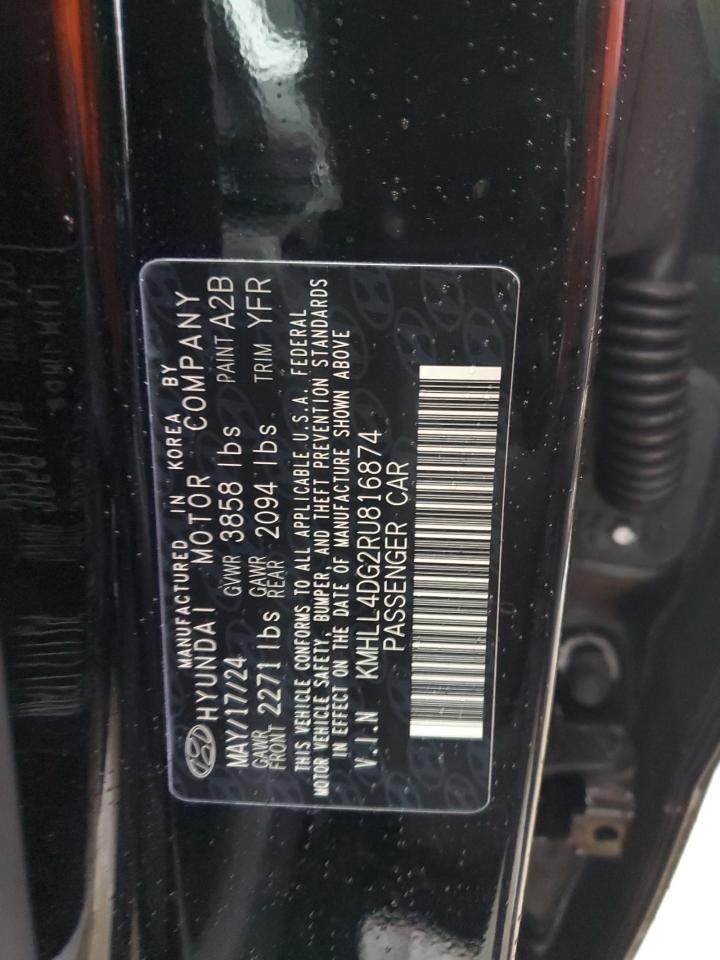 MANUFACTURED IN KOREA BY
HYUNDAI MOTOR COMPANY
MAY/17/24 GVWR 3858 lbs PAINT A2B
GAWR FRONT 2271 lbs GAWR REAR 2094 lbs TRIM YFR
THIS VEHICLE CONFORMS TO ALL APPLICABLE U.S.A. FEDERAL
MOTOR VEHICLE SAFETY, BUMPER, AND THEFT PREVENTION STANDARDS
IN EFFECT ON THE DATE OF MANUFACTURE SHOWN ABOVE
V.I.N KMHLL4DG2RU816874
PASSENGER CAR